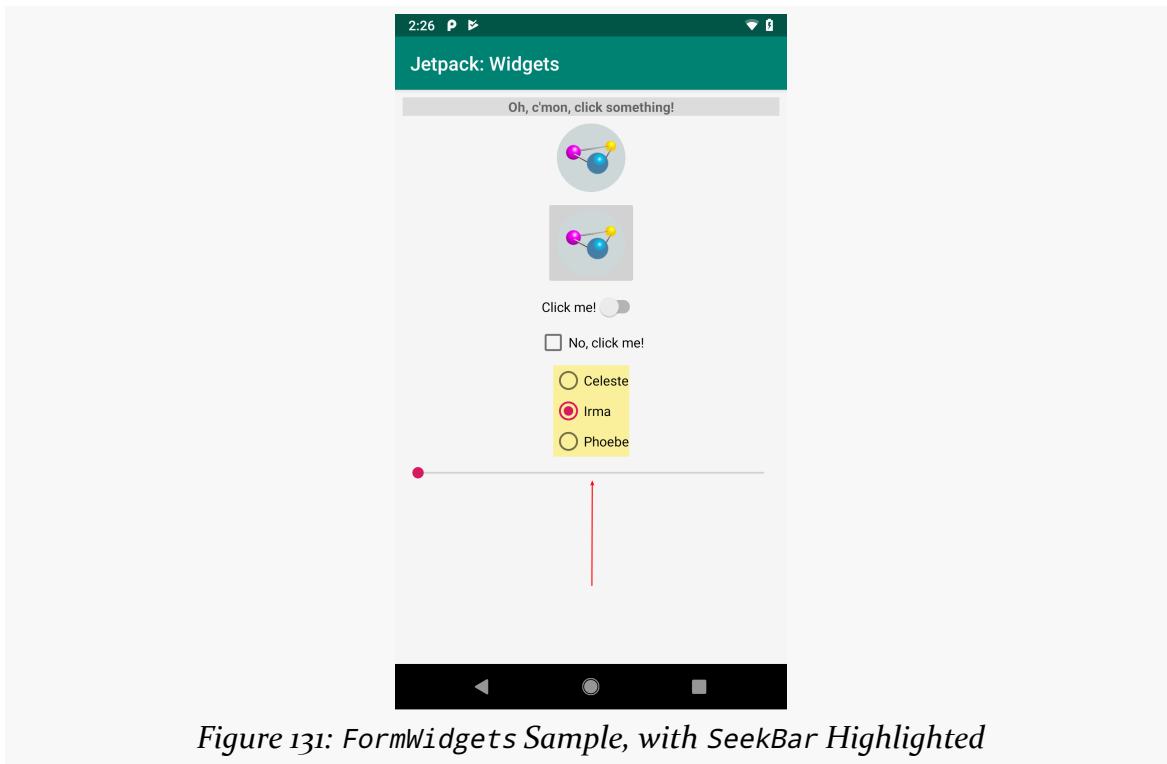 2:26
Jetpack: Widgets
Oh, c'mon, click something!
Click me!
No, click me!
Celeste
Irma
Phoebe
Figure 131: FormWidgets Sample, with SeekBar Highlighted